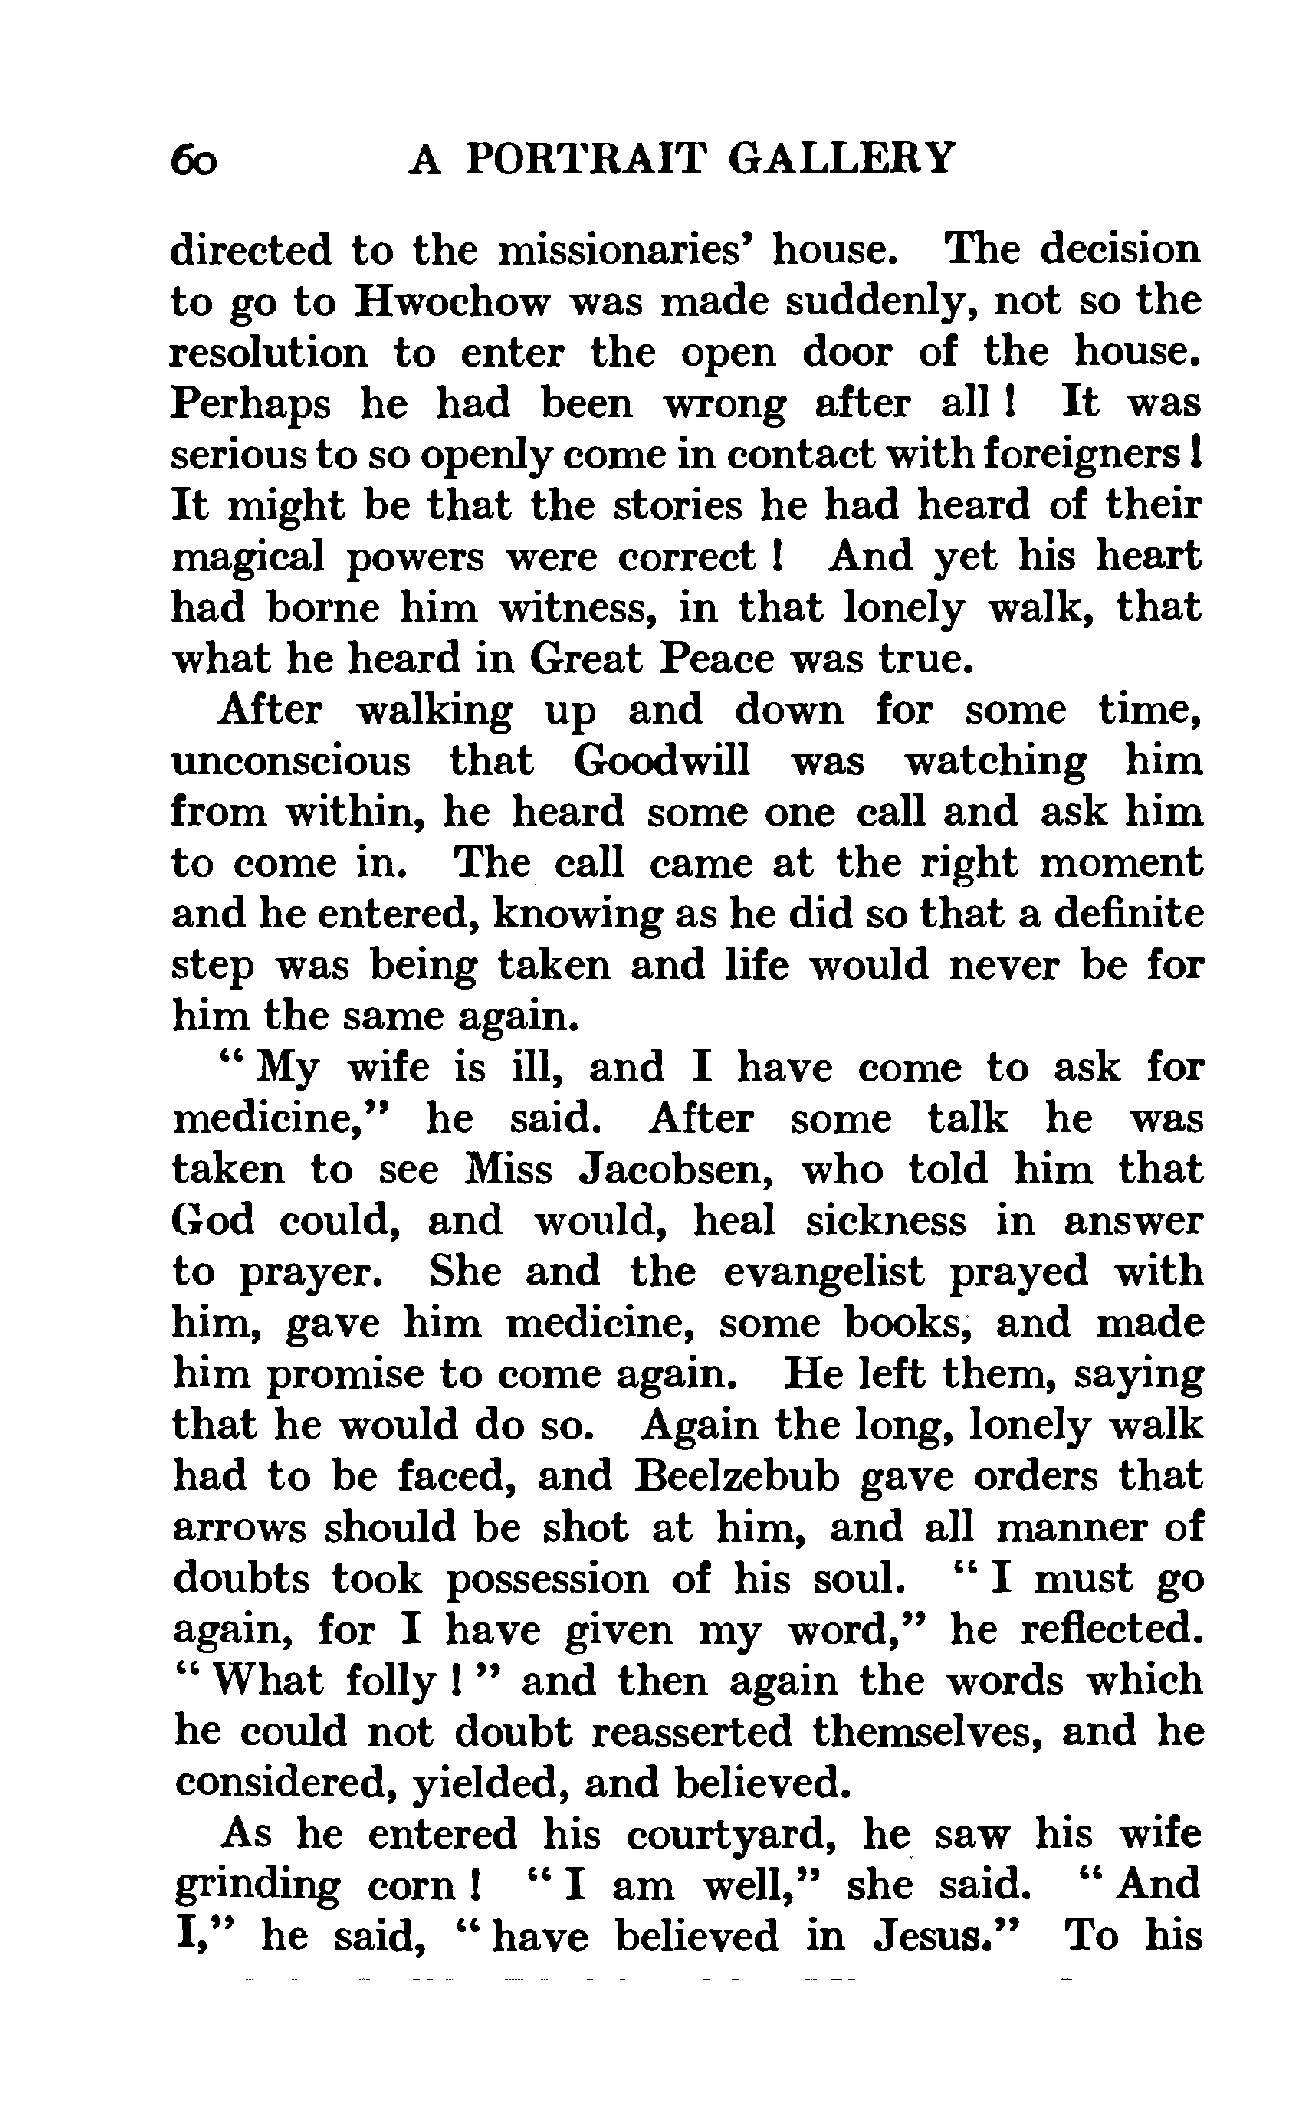 60 A PORTRAIT GALLERY
directed to the missionaries' house. The decision
to go to Hwochow was made suddenly, not so the
resolution to enter the open door of the house.
Perhaps he had been wrong after all ! It was
serious to so openly come in contact with foreigners !
It might be that the stories he had heard of their
magical powers were correct ! And yet his heart
had borne him witness, in that lonely walk, that
what he heard in Great Peace was true.
After walking up and down for some time,
unconscious that Goodwill was watching him
from within, he heard some one call and ask him
to come in. The call came at the right moment
and he entered, knowing as he did so that a definite
step was being taken and life would never be for
him the same again.
“ My wife is ill, and I have come to ask for
medicine,” he said. After some talk he was
taken to see Miss Jacobsen, who told him that
God could, and would, heal sickness in answer
to prayer. She and the evangelist prayed with
him, gave him medicine, some books, and made
him promise to come again. He left them, saying
that he would do so. Again the long, lonely walk
had to be faced, and Beelzebub gave orders that
arrows should be shot at him, and all manner of
doubts took possession of his soul. “ I must go
again, for I have given my word,” he reflected.
“ What folly ! ” and then again the words which
he could not doubt reasserted themselves, and he
considered, yielded, and believed.
As he entered his courtyard, he saw his wife
grinding corn ! “ I am well,” she said. “ And
I,” he said, “ have believed in Jesus.” To his